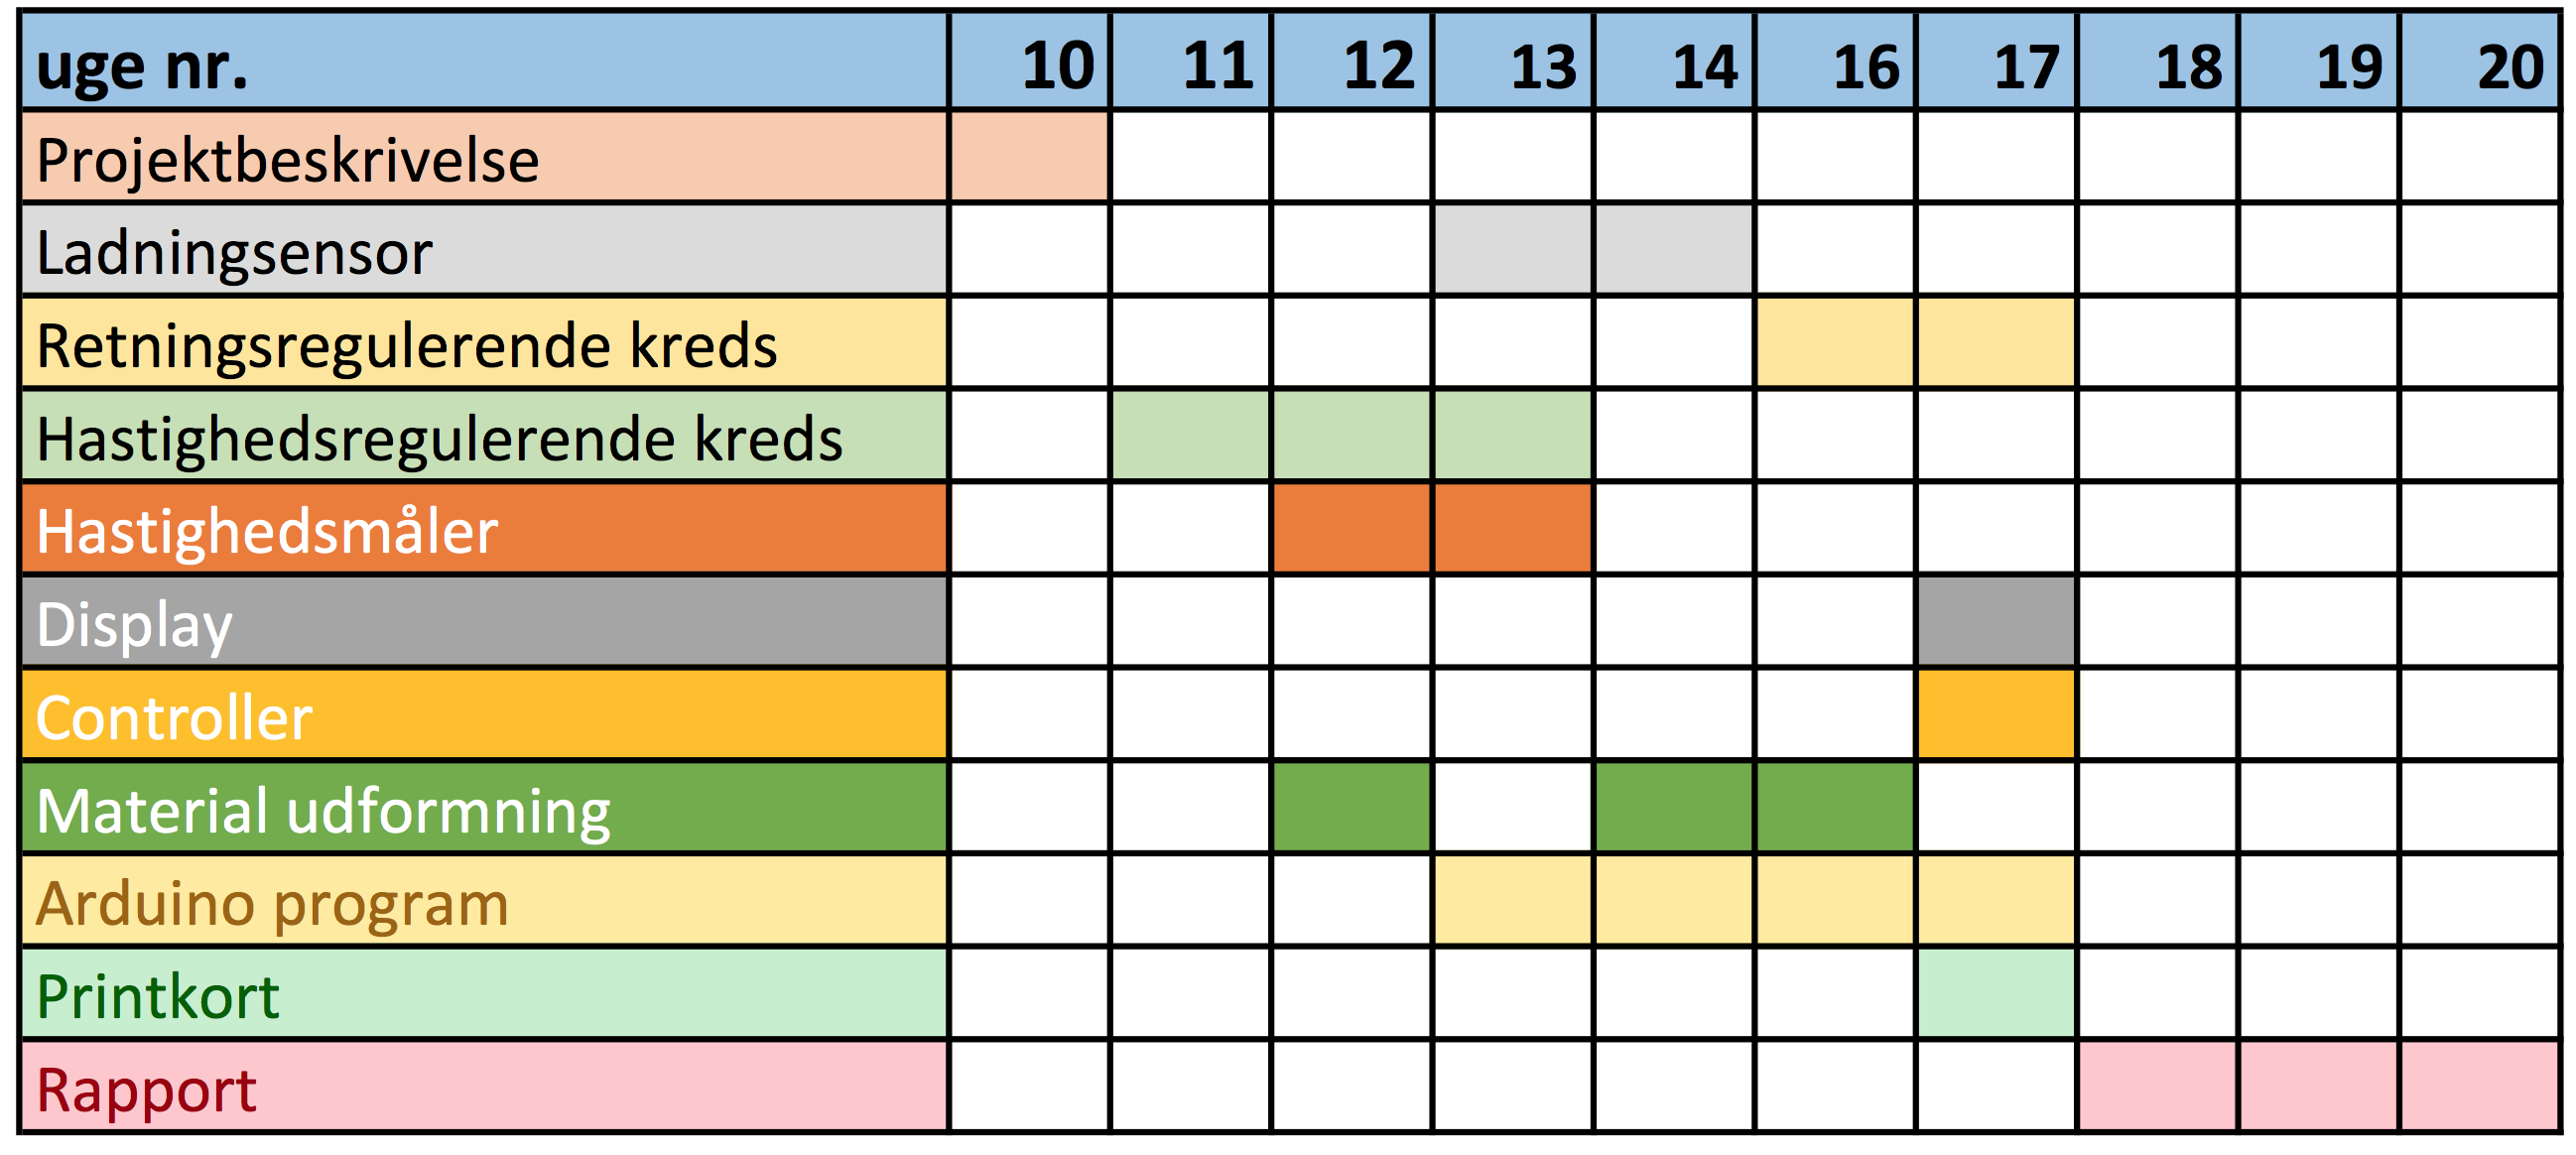 uge nr. 10 11 12 13 14 16 17 18 19 20
Projektbeskrivelse
Ladningsensor
Retningsregulerende kreds
Hastighedsregulerende kreds
Hastighedsmåler
Display
Controller
Material udformning
Arduino program
Printkort
Rapport